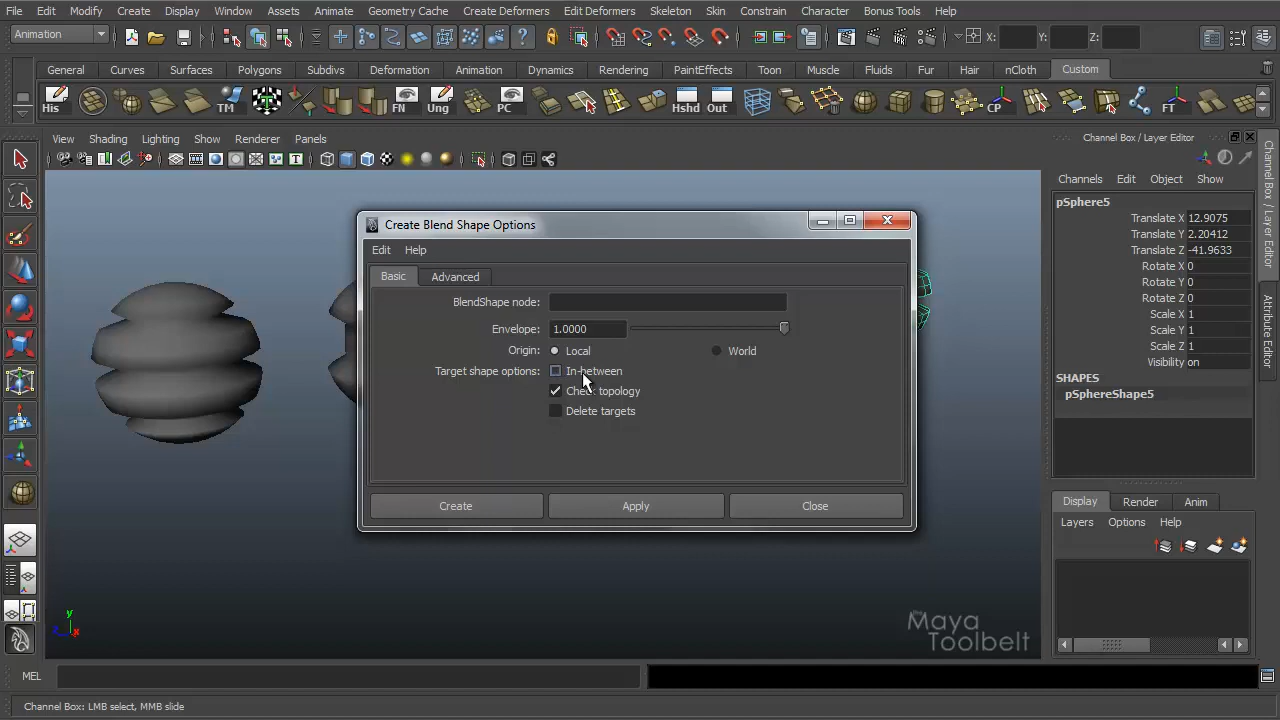 File Edit Modify Create Display Window Assets Animate Geometry Cache Create Deformers Edit Deformers Skeleton Skin Constrain Character Bonus Tools Help
Animation X: Y: Z:
General Curves Surfaces Polygons Subdivs Deformation Animation Dynamics Rendering PaintEffects Toon Muscle Fluids Fur Hair nCloth Custom
His TM FN Ung PC Hshd Out CP FT
View Shading Lighting Show Renderer Panels
Channel Box / Layer Editor
Channels Edit Object Show
pSphere5
Translate X 12.9075
Translate Y 2.20412
Translate Z -41.9633
Rotate X 0
Rotate Y 0
Rotate Z 0
Scale X 1
Scale Y 1
Scale Z 1
Visibility on
SHAPES
pSphereShape5
Channel Box / Layer Editor
Attribute Editor
Create Blend Shape Options
Edit Help
Basic Advanced
BlendShape node:
Envelope: 1.0000
Origin: Local World
Target shape options: In-between
Check topology
Delete targets
Create Apply Close
Display Render Anim
Layers Options Help
the
Maya
Toolbelt
y
z x
MEL
Channel Box: LMB select, MMB slide